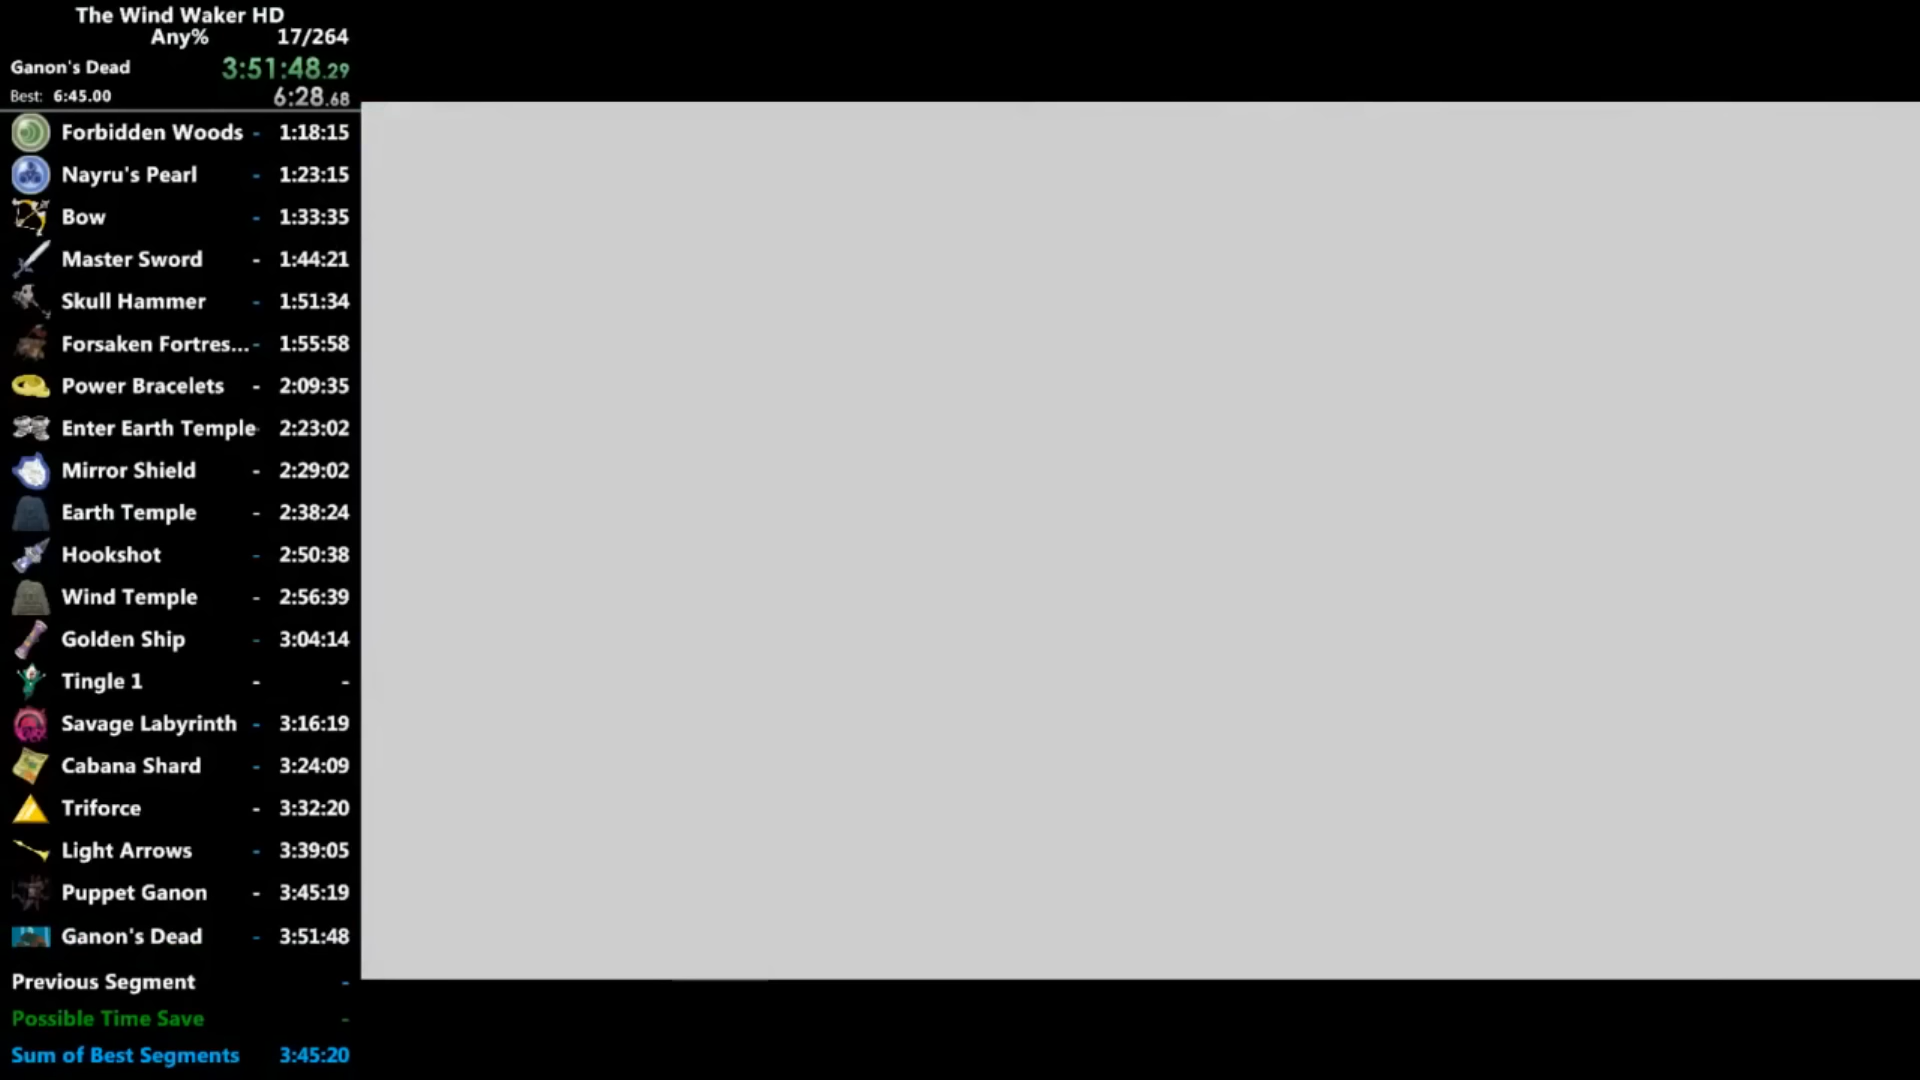 The Wind Waker HD
Any% 17/264
Ganon's Dead 3:51:48.29
Best: 6:45.00 6:28.68
Forbidden Woods - 1:18:15
Nayru's Pearl - 1:23:15
Bow - 1:33:35
Master Sword - 1:44:21
Skull Hammer - 1:51:34
Forsaken Fortres... - 1:55:58
Power Bracelets - 2:09:35
Enter Earth Temple - 2:23:02
Mirror Shield - 2:29:02
Earth Temple - 2:38:24
Hookshot - 2:50:38
Wind Temple - 2:56:39
Golden Ship - 3:04:14
Tingle 1 - -
Savage Labyrinth - 3:16:19
Cabana Shard - 3:24:09
Triforce - 3:32:20
Light Arrows - 3:39:05
Puppet Ganon - 3:45:19
Ganon's Dead - 3:51:48
Previous Segment -
Possible Time Save -
Sum of Best Segments 3:45:20